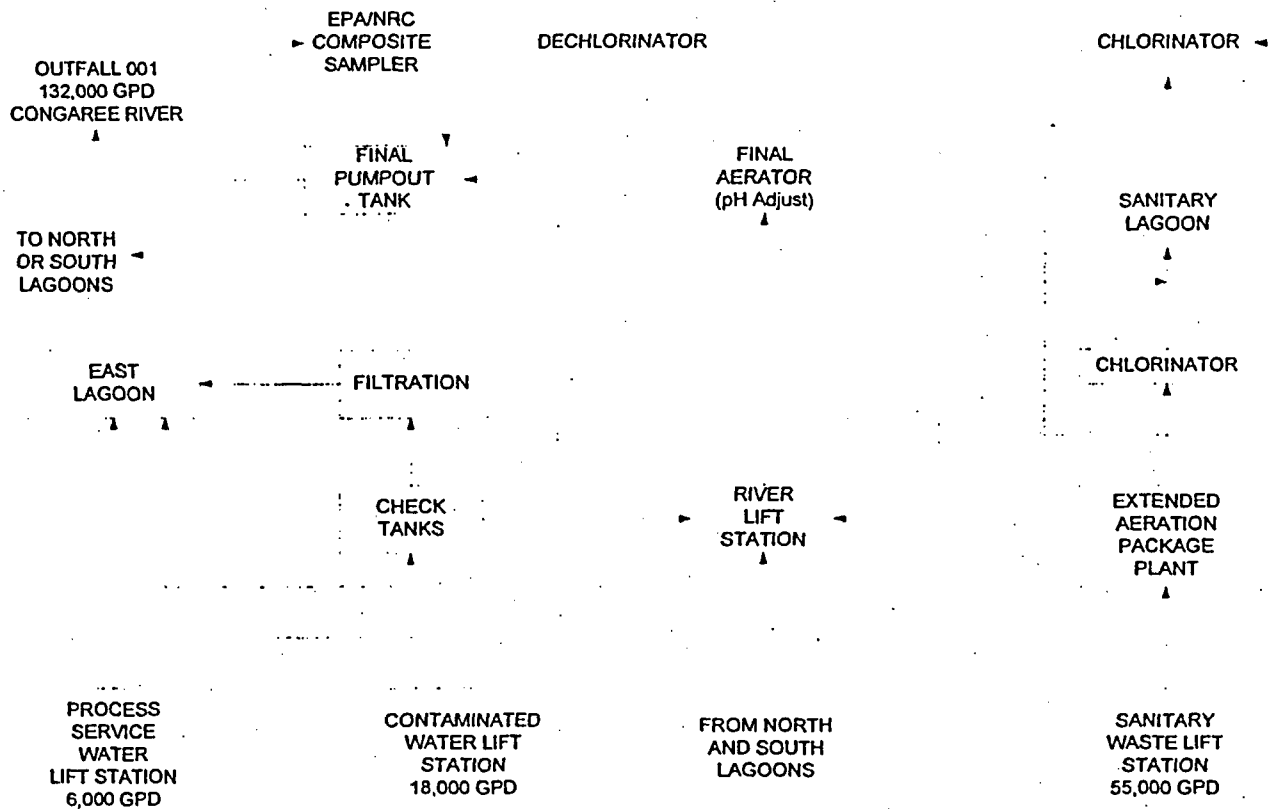 EPA/NRC
COMPOSITE
SAMPLER
DECHLORINATOR
CHLORINATOR
OUTFALL 001
132,000 GPD
CONGAREE RIVER
FINAL
PUMPOUT
TANK
FINAL
AERATOR
(pH Adjust)
SANITARY
LAGOON
TO NORTH
OR SOUTH
LAGOONS
EAST
LAGOON
FILTRATION
CHLORINATOR
CHECK
TANKS
RIVER
LIFT
STATION
EXTENDED
AERATION
PACKAGE
PLANT
PROCESS
SERVICE
WATER
LIFT STATION
6,000 GPD
CONTAMINATED
WATER LIFT
STATION
18,000 GPD
FROM NORTH
AND SOUTH
LAGOONS
SANITARY
WASTE LIFT
STATION
55,000 GPD